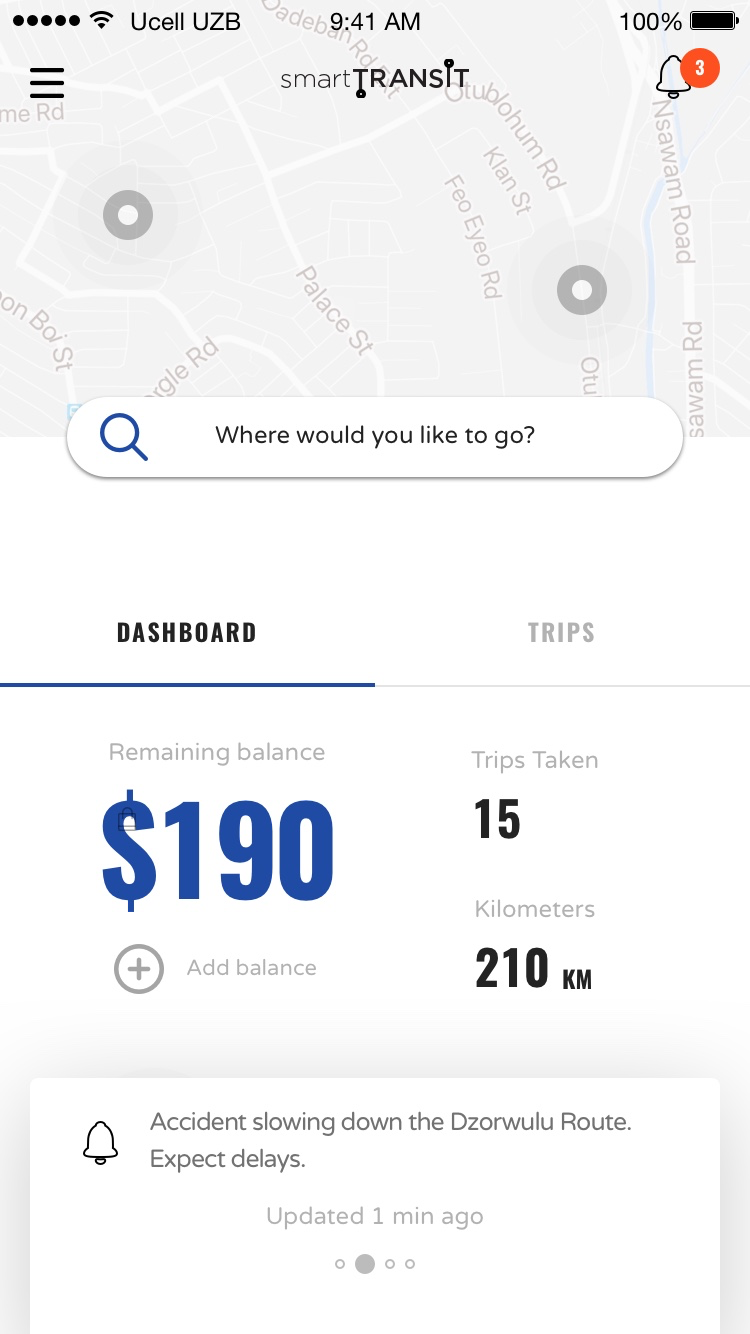 Ucell UZB 9:41 AM 100%
Dadeban Rd
smartTRANSIT
3
me Rd
Otublohum Rd
Nsawam Road
Klan St
Feo Eyeo Rd
Palace St
on Boi St
rgle Rd
Otu
sawam Rd
Where would you like to go?
DASHBOARD TRIPS
Remaining balance
$190
Add balance
Trips Taken
15
Kilometers
210 KM
Accident slowing down the Dzorwulu Route.
Expect delays.
Updated 1 min ago